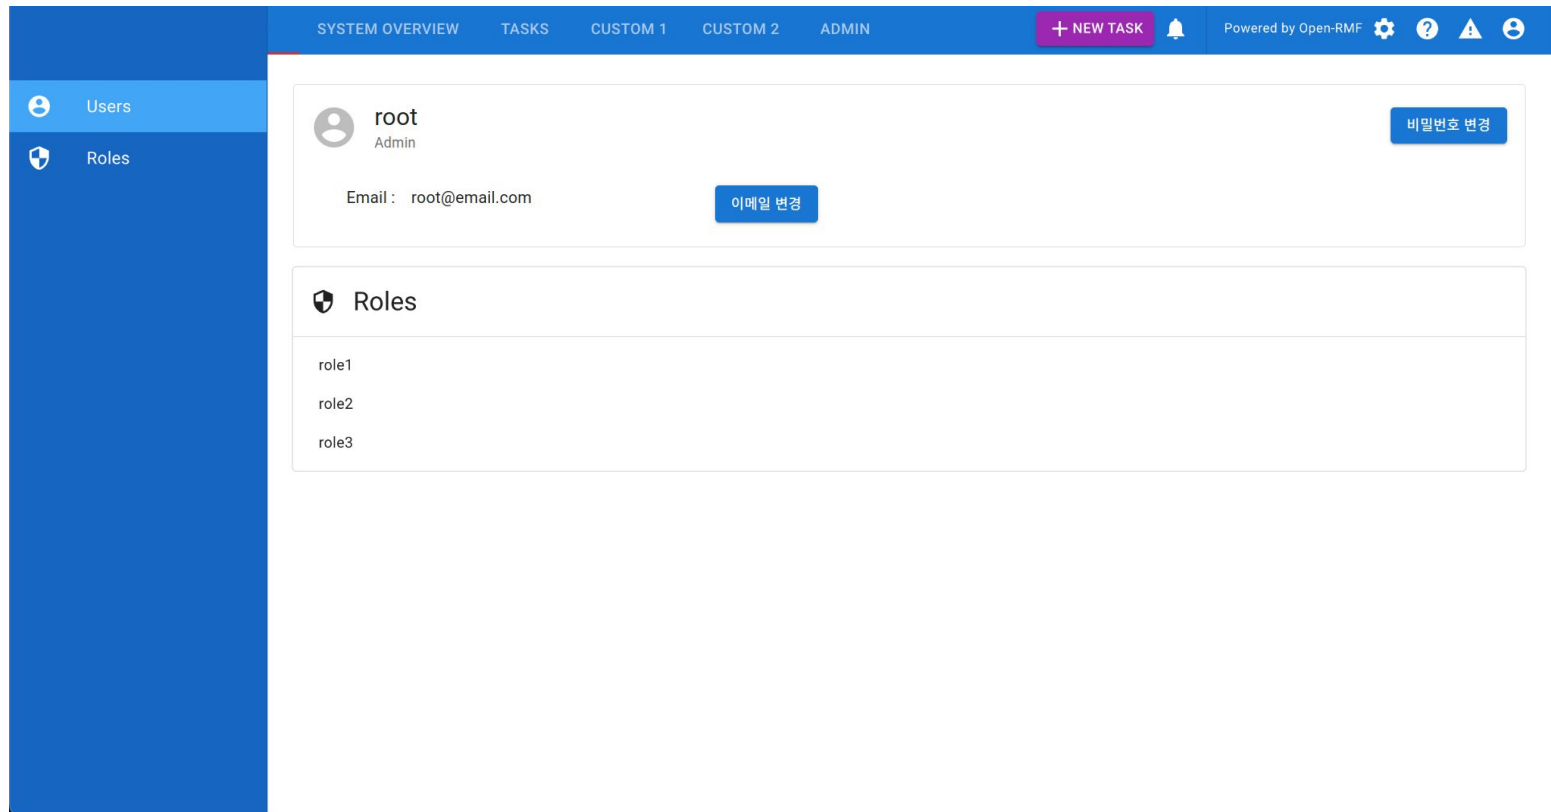 SYSTEM OVERVIEW TASKS CUSTOM 1 CUSTOM 2 ADMIN + NEW TASK Powered by Open-RMF
Users
Roles
root
Admin
비밀번호 변경
Email : root@email.com
이메일 변경
Roles
role1
role2
role3